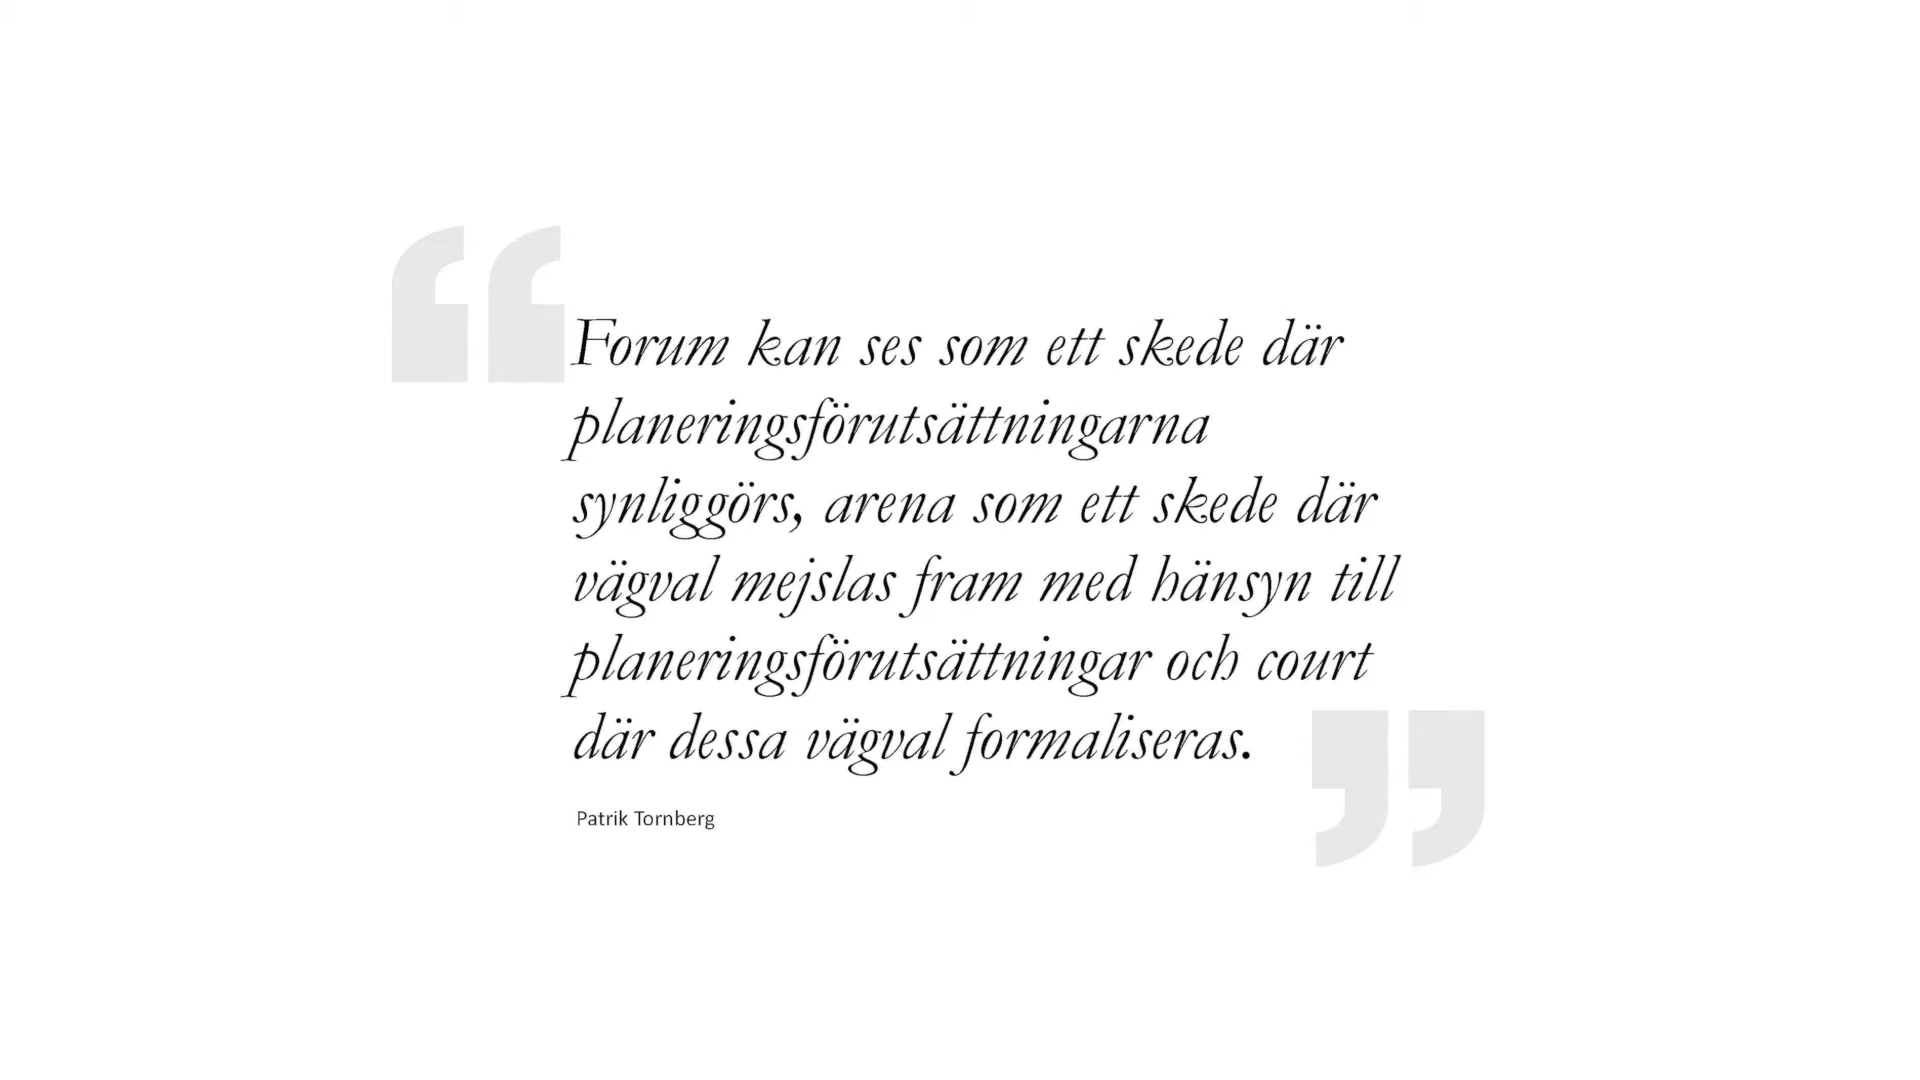 “Forum kan ses som ett skede där
planeringsförutsättningarna
synliggörs, arena som ett skede där
vägval mejslas fram med hänsyn till
planeringsförutsättningar och court
där dessa vägval formaliseras.”
Patrik Tornberg